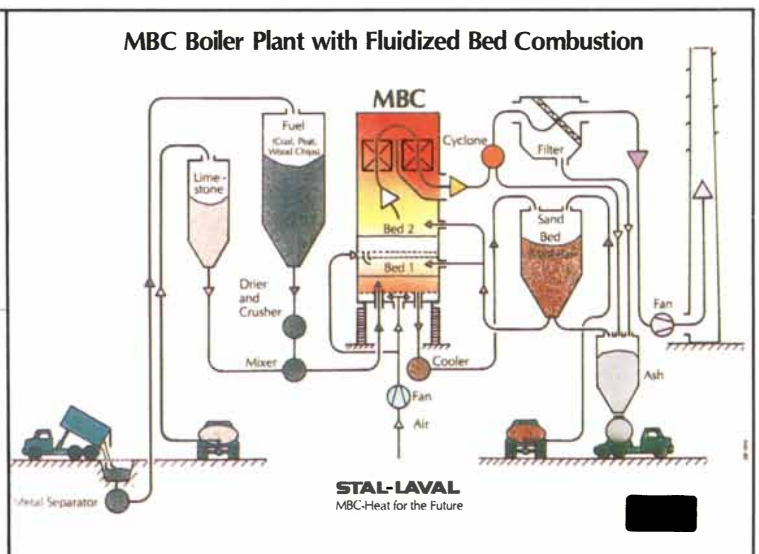 MBC Boiler Plant with Fluidized Bed Combustion
MBC
Fuel
(Coal, Peat,
Wood Chips)
Lime-
stone
Cyclone
Filter
Sand
Bed
Bed 2
Bed 1
Drier
and
Crusher
Mixer
Cooler
Fan
Fan
Air
Ash
Metal Separator
STAL-LAVAL
MBC-Heat for the Future